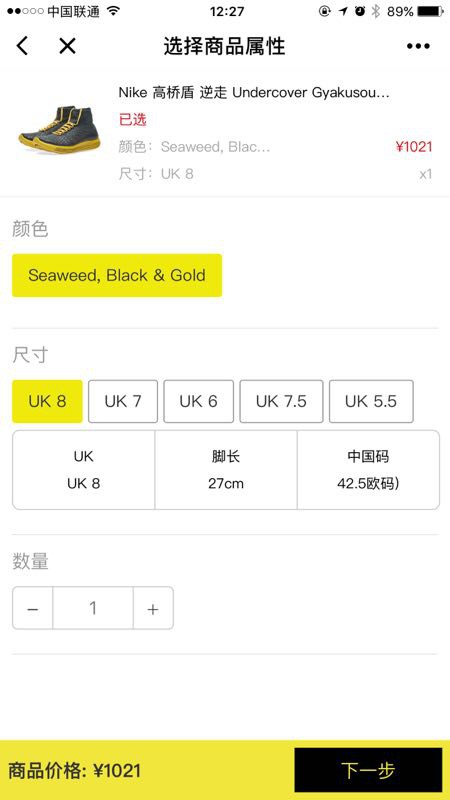 中国联通
12:27
89%
选择商品属性
Nike 高桥盾 逆走 Undercover Gyakusou...
已选
颜色：Seaweed, Blac...
¥1021
尺寸：UK 8
x1
颜色
Seaweed, Black & Gold
尺寸
UK 8 UK 7 UK 6 UK 7.5 UK 5.5
UK 脚长 中国码
UK 8 27cm 42.5欧码)
数量
− 1 +
商品价格: ¥1021
下一步